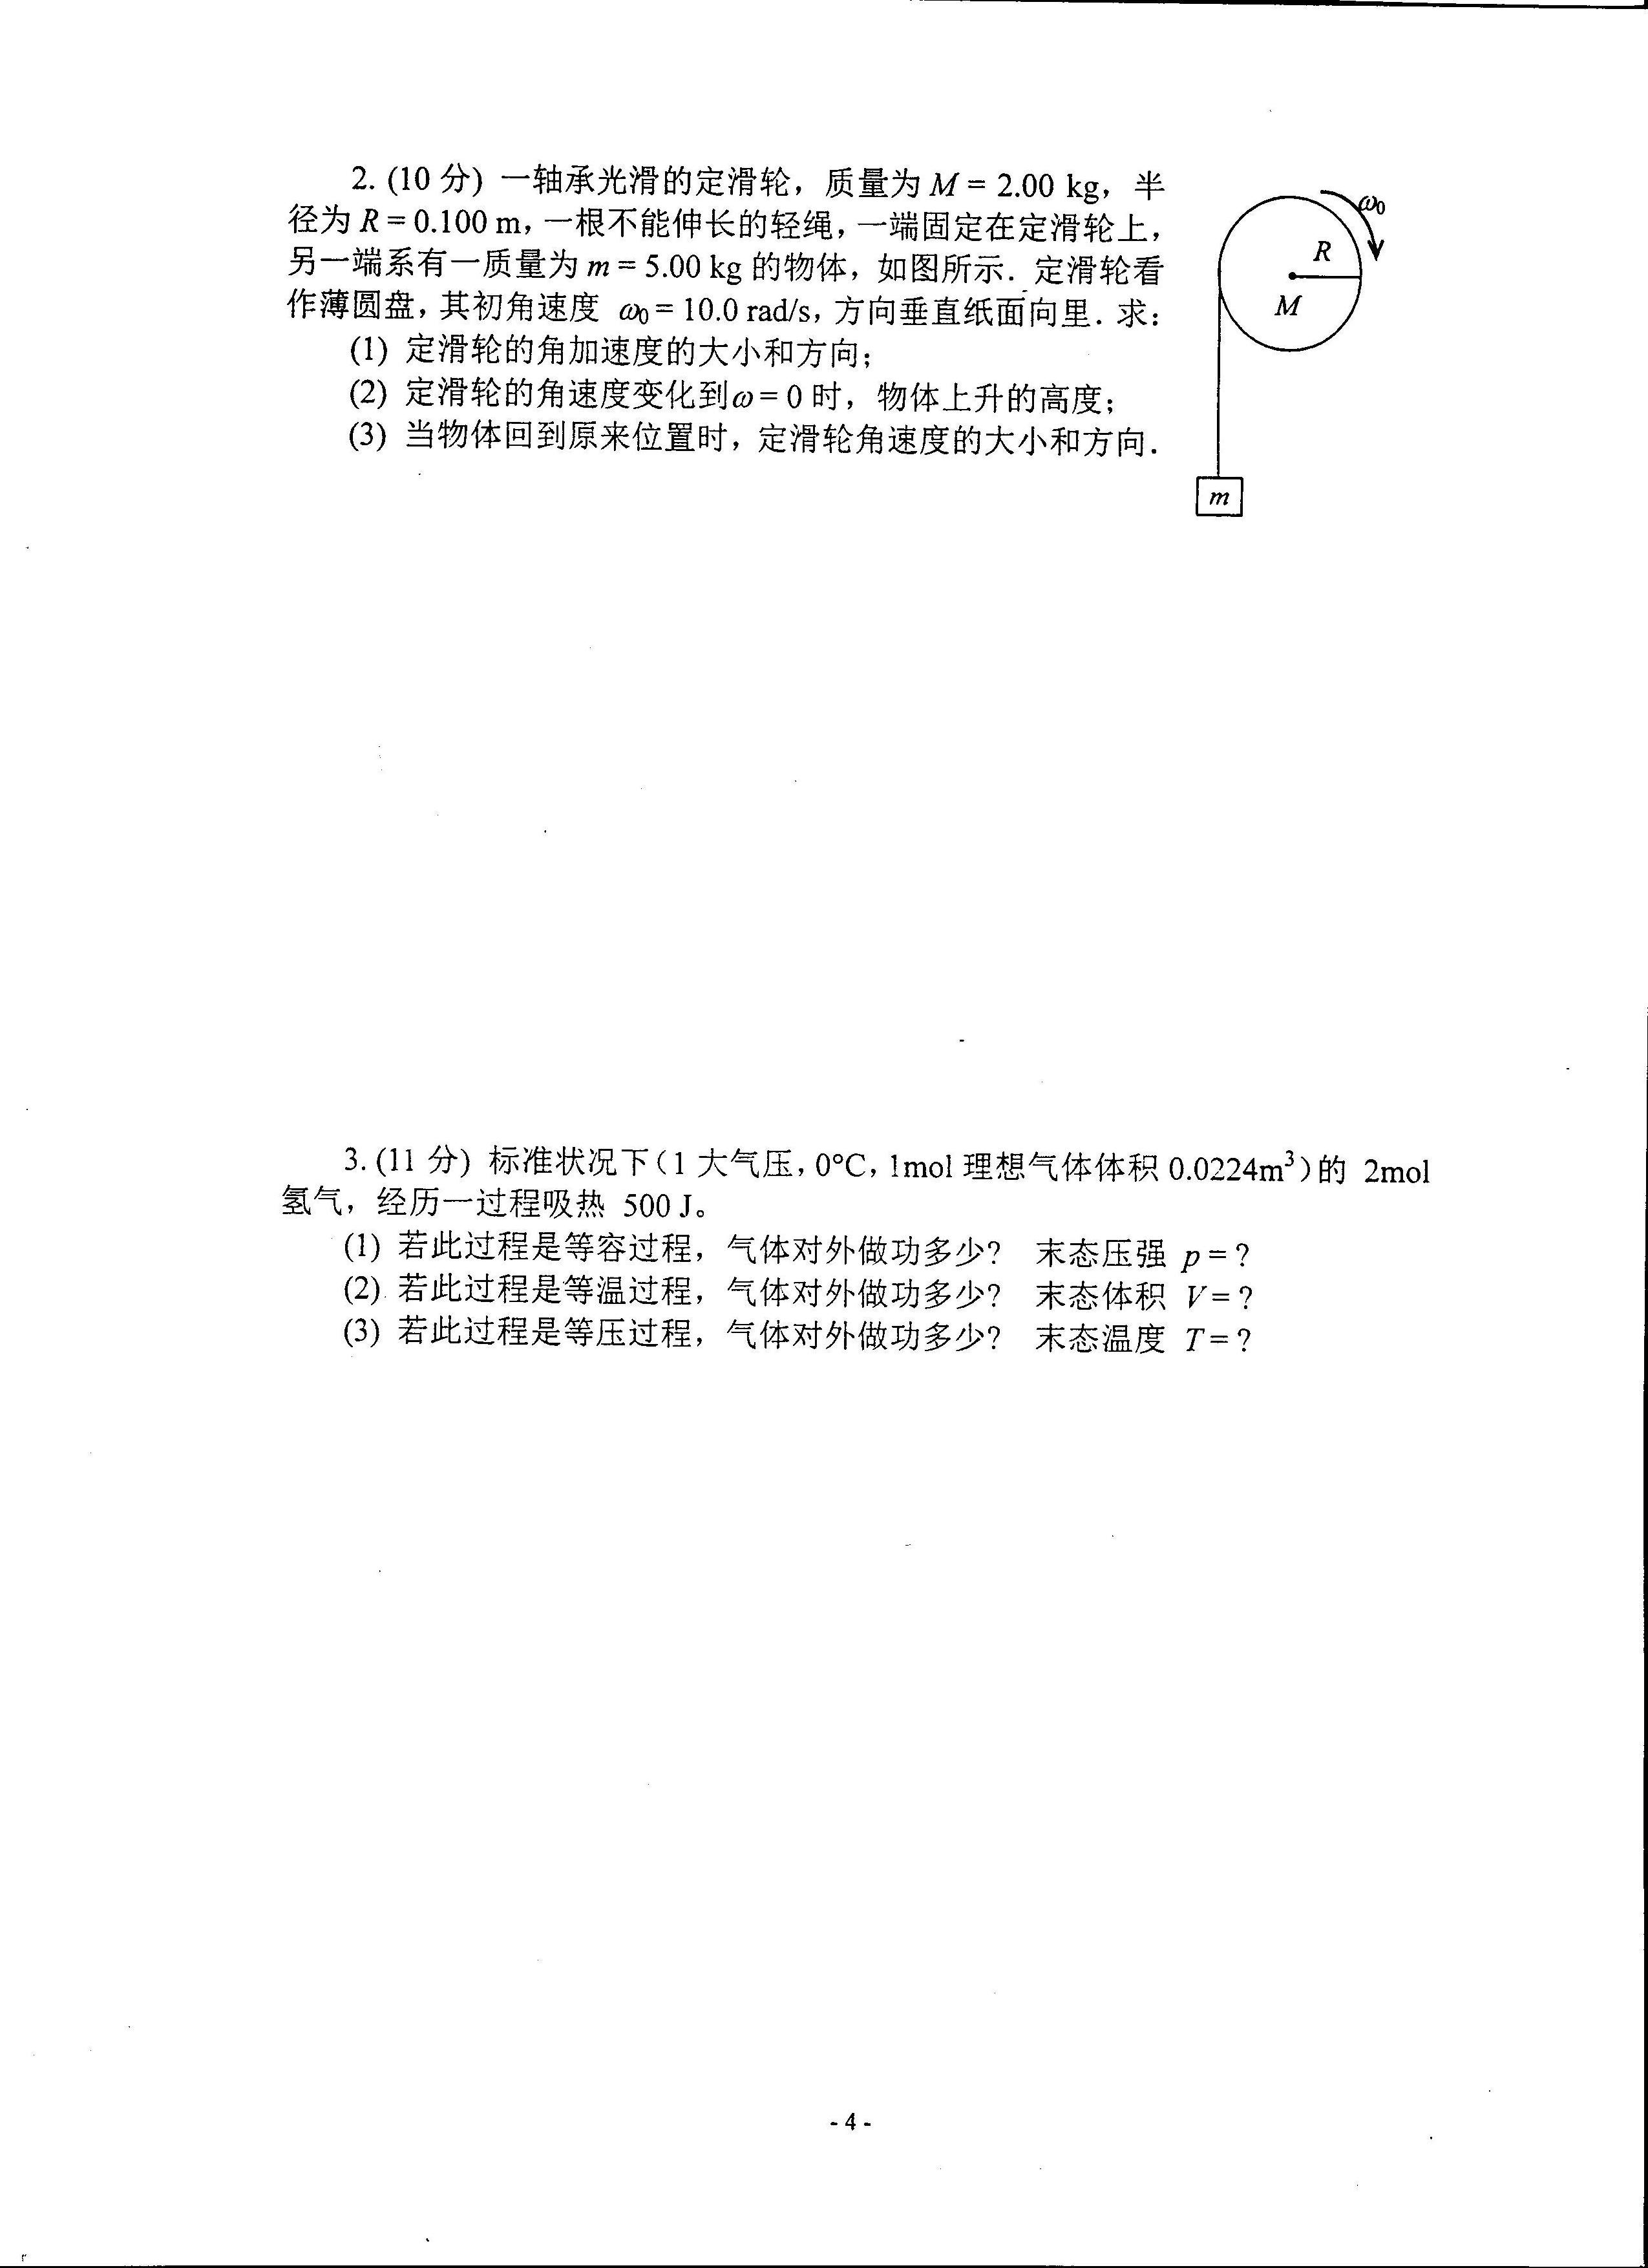 2. (10 分) 一轴承光滑的定滑轮，质量为 M = 2.00 kg，半
径为 R = 0.100 m，一根不能伸长的轻绳，一端固定在定滑轮上，
另一端系有一质量为 m = 5.00 kg 的物体，如图所示．定滑轮看
作薄圆盘，其初角速度 ω₀ = 10.0 rad/s，方向垂直纸面向里．求：
(1) 定滑轮的角加速度的大小和方向；
(2) 定滑轮的角速度变化到ω = 0 时，物体上升的高度；
(3) 当物体回到原来位置时，定滑轮角速度的大小和方向．
ω₀
R
M
m
3. (11 分) 标准状况下（1 大气压，0°C，1mol 理想气体体积 0.0224m³）的 2mol
氢气，经历一过程吸热 500 J。
(1) 若此过程是等容过程，气体对外做功多少？ 末态压强 p = ?
(2) 若此过程是等温过程，气体对外做功多少？ 末态体积 V = ?
(3) 若此过程是等压过程，气体对外做功多少？ 末态温度 T = ?
- 4 -